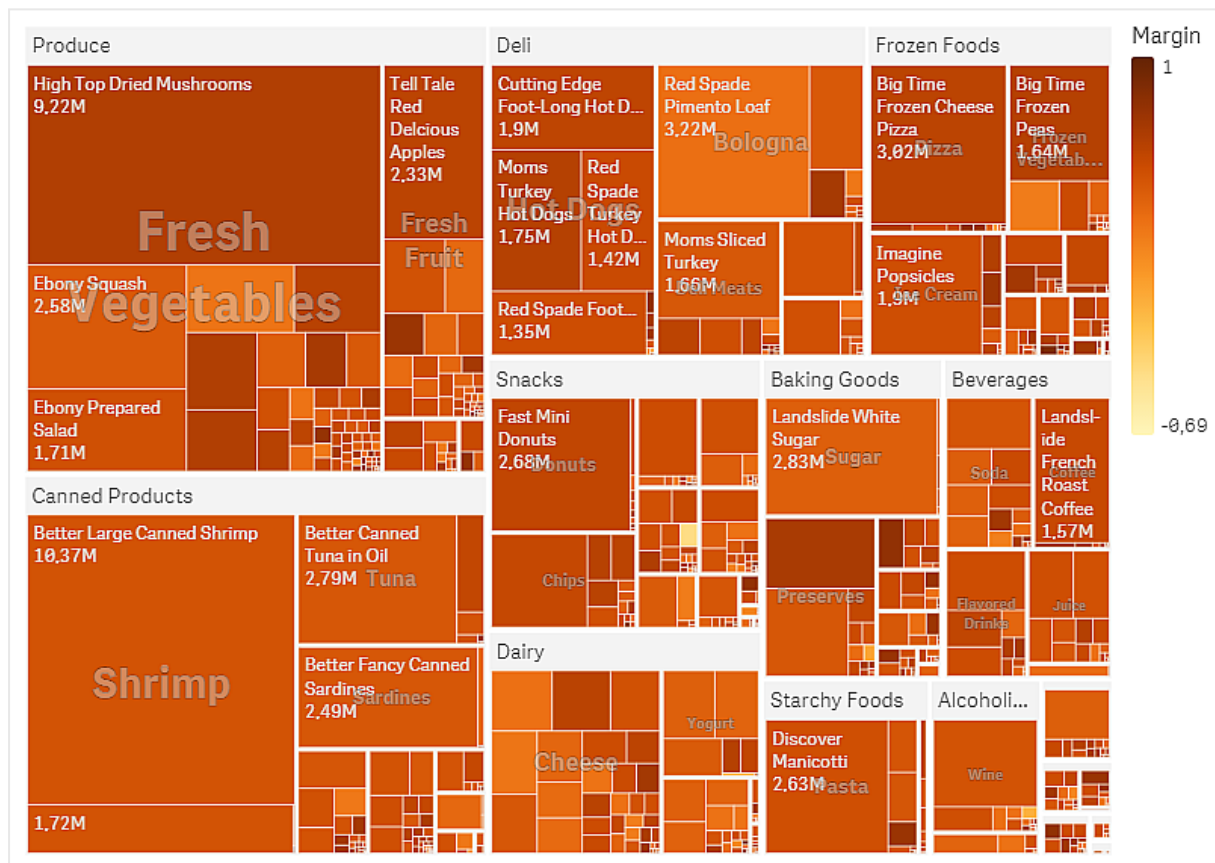 Produce
High Top Dried Mushrooms
9,22M
Fresh
Vegetables
Ebony Squash
2,58M
Ebony Prepared
Salad
1,71M
Tell Tale
Red
Delcious
Apples
2,33M
Fresh
Fruit
Canned Products
Better Large Canned Shrimp
10,37M
Shrimp
1,72M
Better Canned
Tuna in Oil
2,79M
Tuna
Better Fancy Canned
Sardines
2,49M
Sardines
Deli
Cutting Edge
Foot-Long Hot D...
1,9M
Moms
Turkey
Hot Dogs
1,75M
Red
Spade
Turkey
Hot D...
1,42M
Hot Dogs
Red Spade Foot...
1,35M
Red Spade
Pimento Loaf
3,22M
Bologna
Moms Sliced
Turkey
1,66M
Deli Meats
Frozen Foods
Big Time
Frozen Cheese
Pizza
3,02M
Pizza
Big Time
Frozen
Peas
1,64M
Frozen
Vegetab...
Imagine
Popsicles
1,9M
Ice Cream
Snacks
Fast Mini
Donuts
2,68M
Donuts
Chips
Dairy
Cheese
Yogurt
Baking Goods
Landslide White
Sugar
2,83M
Sugar
Preserves
Beverages
Soda
Landsl-
ide
French
Roast
Coffee
1,57M
Coffee
Flavored
Drinks
Juice
Starchy Foods
Discover
Manicotti
2,63M
Pasta
Alcoholi...
Wine
Margin
1
-0,69